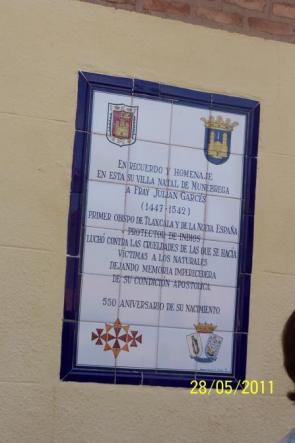 EN RECUERDO Y HOMENAJE
EN ESTA SU VILLA NATAL DE MUNEBREGA
A FRAY JULIAN GARCÉS
(1447-1542)
PRIMER OBISPO DE TLAXCALA Y DE LA NUEVA ESPAÑA
PROTECTOR DE INDIOS
LUCHÓ CONTRA LAS CRUELDADES DE LAS QUE SE HACÍA
VÍCTIMAS A LOS NATURALES
DEJANDO MEMORIA IMPERECEDERA
DE SU CONDICIÓN APOSTÓLICA
550 ANIVERSARIO DE SU NACIMIENTO
28/05/2011